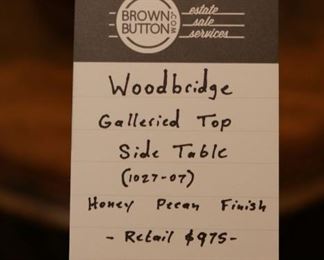 BROWN
BUTTON
.COM
estate
sale
services
Woodbridge
Galleried Top
Side Table
(1027-07)
Honey Pecan Finish
- Retail $975-